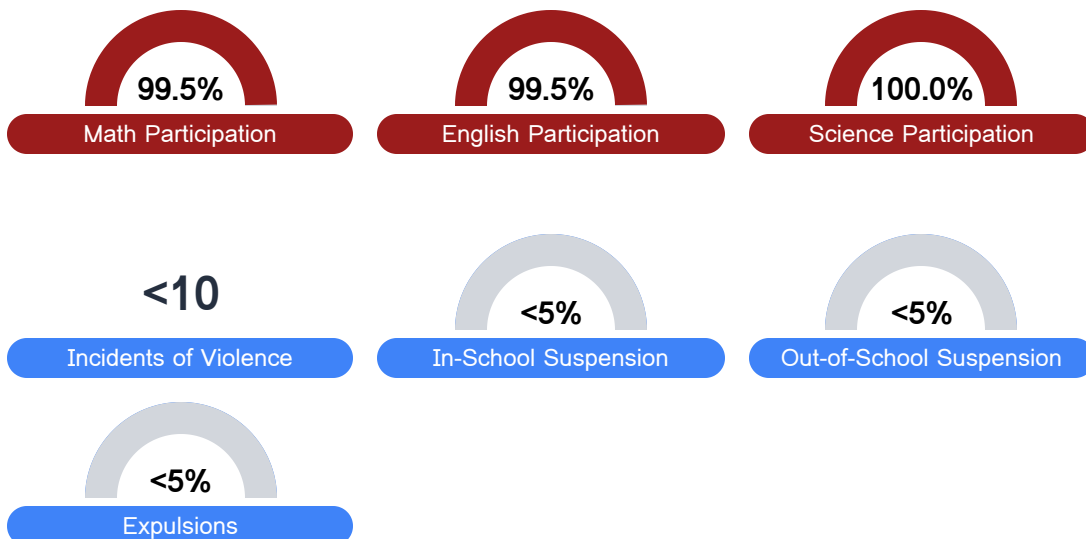 99.5%
Math Participation
99.5%
English Participation
100.0%
Science Participation
<10
Incidents of Violence
<5%
In-School Suspension
<5%
Out-of-School Suspension
<5%
Expulsions